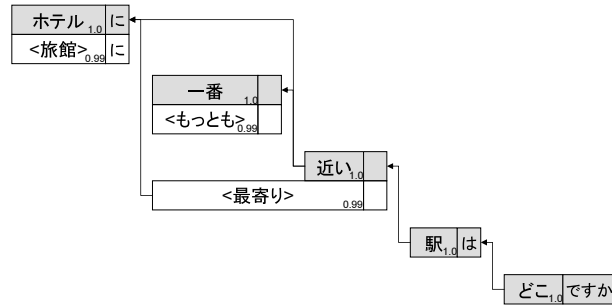 ホテル 1.0 に
<旅館> 0.99 に
一番 1.0
<もっとも> 0.99
近い 1.0
<最寄り> 0.99
駅 1.0 は
どこ 1.0 ですか